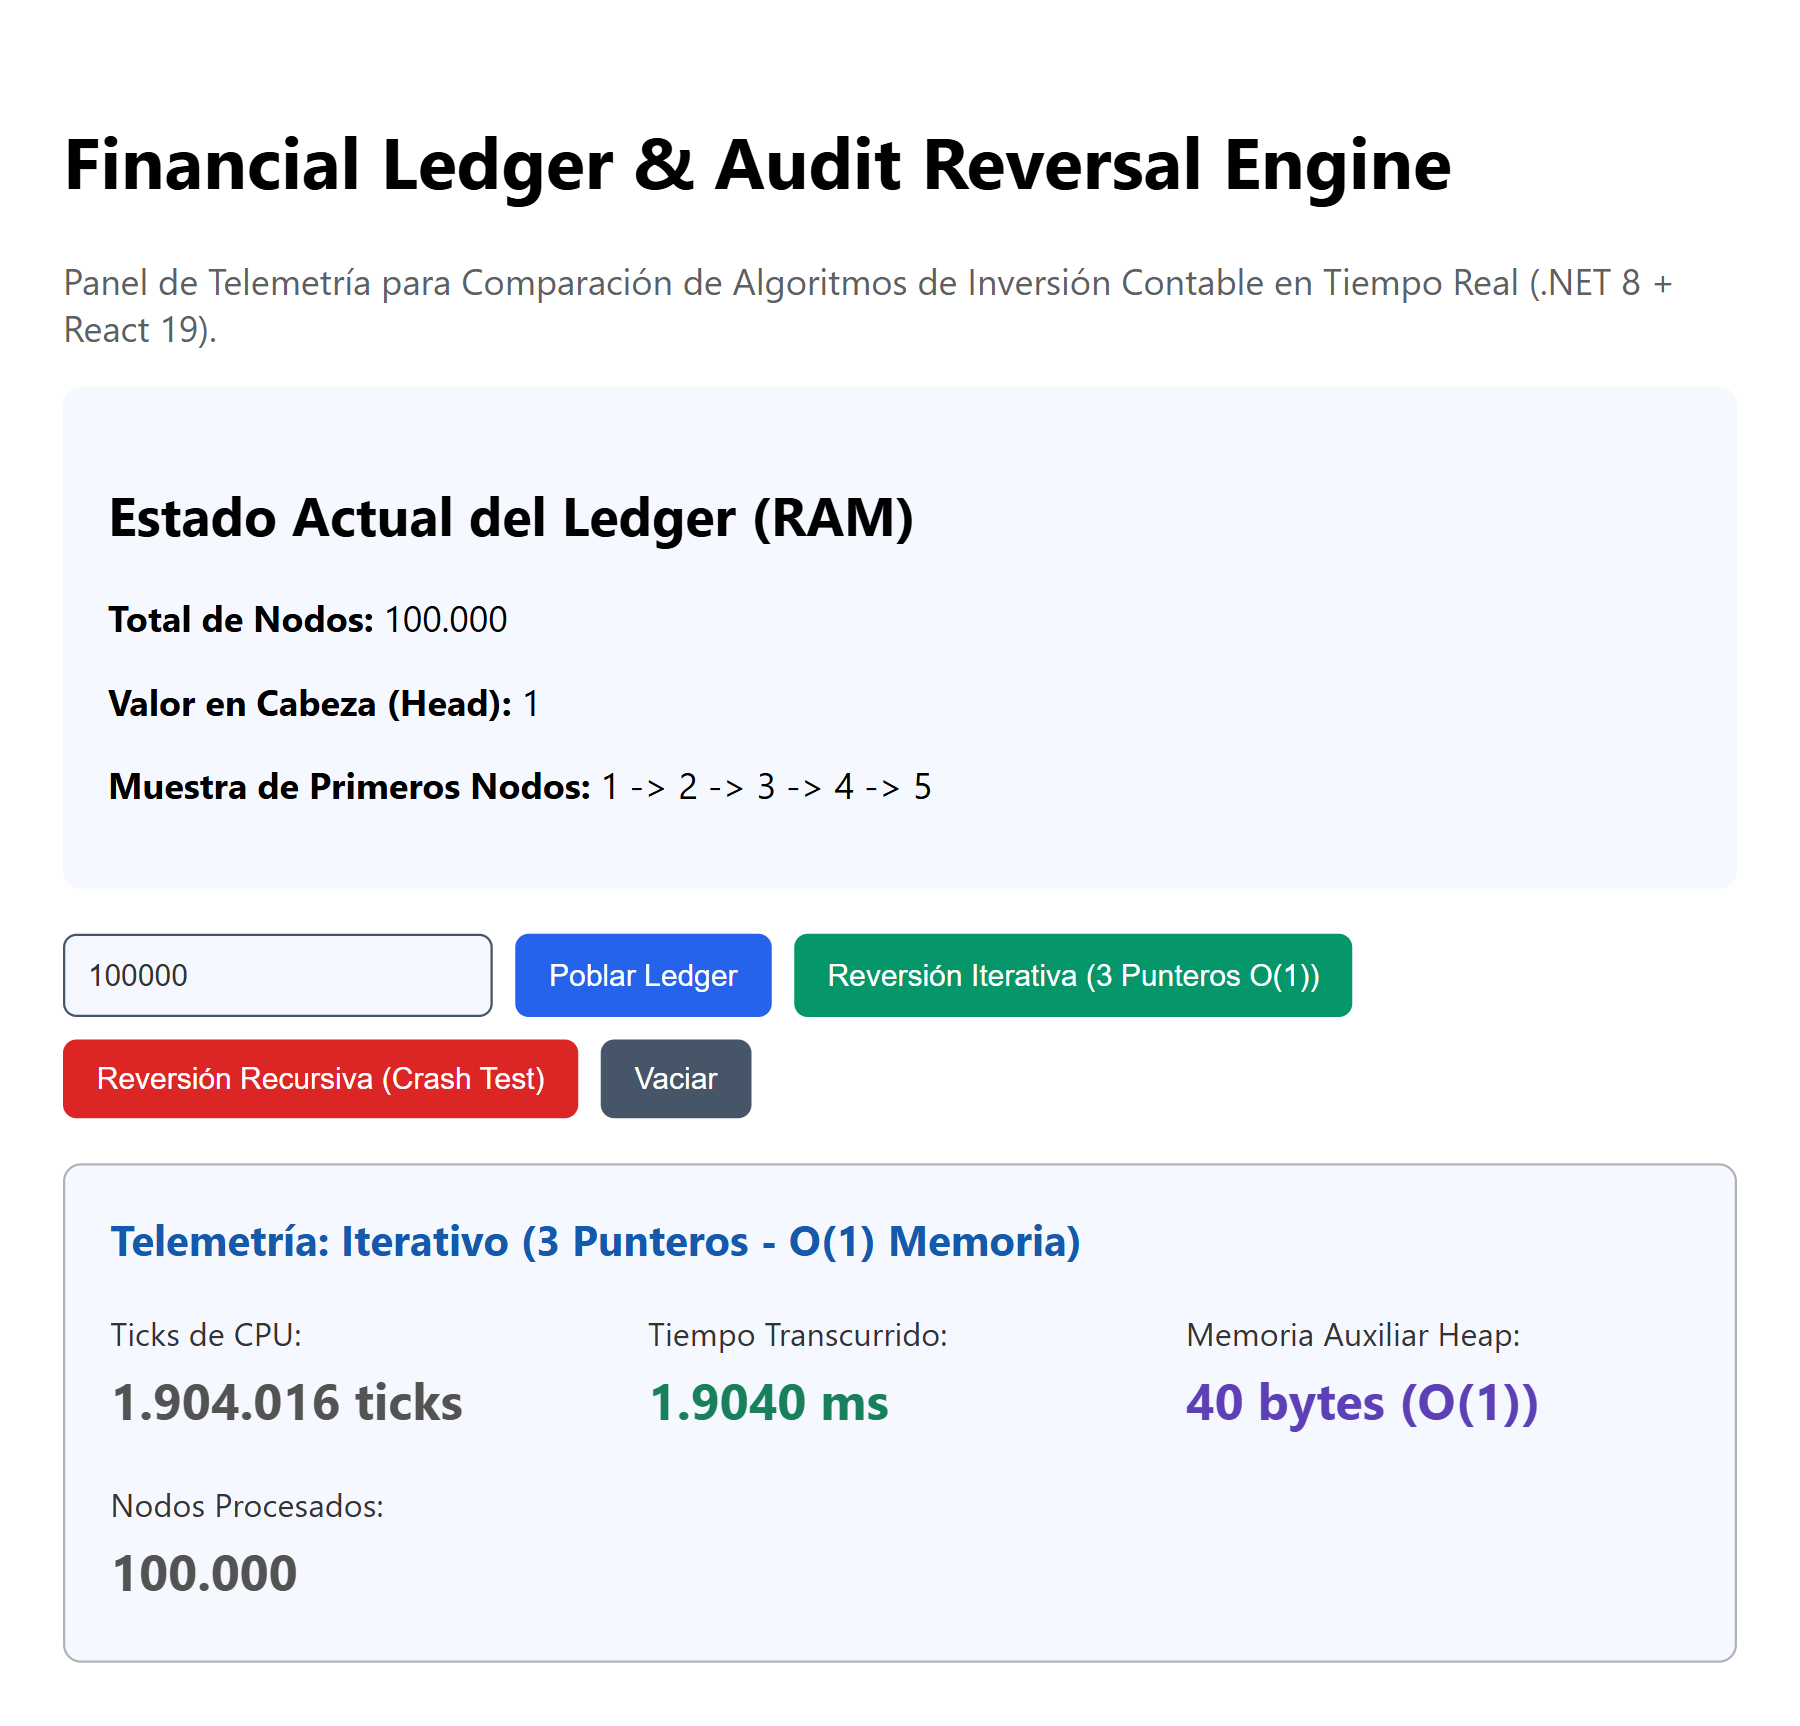 Financial Ledger & Audit Reversal Engine
Panel de Telemetría para Comparación de Algoritmos de Inversión Contable en Tiempo Real (.NET 8 +
React 19).
Estado Actual del Ledger (RAM)
Total de Nodos: 100.000
Valor en Cabeza (Head): 1
Muestra de Primeros Nodos: 1 -> 2 -> 3 -> 4 -> 5
100000 Poblar Ledger Reversión Iterativa (3 Punteros O(1))
Reversión Recursiva (Crash Test) Vaciar
Telemetría: Iterativo (3 Punteros - O(1) Memoria)
Ticks de CPU: Tiempo Transcurrido: Memoria Auxiliar Heap:
1.904.016 ticks 1.9040 ms 40 bytes (O(1))
Nodos Procesados:
100.000